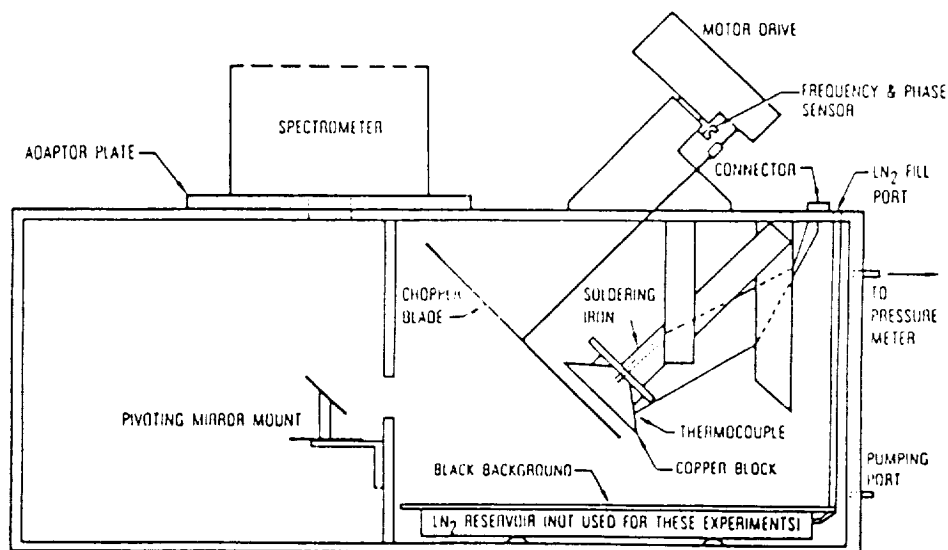 MOTOR DRIVE
FREQUENCY & PHASE
SENSOR
SPECTROMETER
ADAPTOR PLATE
CONNECTOR
LN2 FILL
PORT
CHOPPER
BLADE
SOLDERING
IRON
TO
PRESSURE
METER
PIVOTING MIRROR MOUNT
THERMOCOUPLE
COPPER BLOCK
PUMPING
PORT
BLACK BACKGROUND
LN2 RESERVOIR (NOT USED FOR THESE EXPERIMENTS)